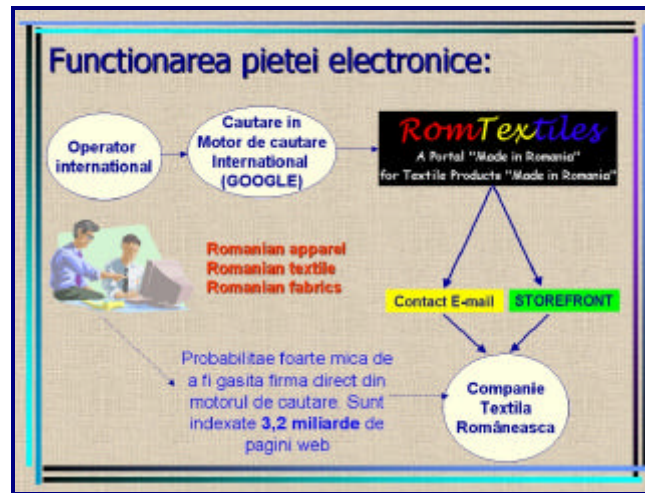 Functionarea pietei electronice:
Operator
international
Cautare in
Motor de cautare
International
(GOOGLE)
RomTextiles
A Portal "Made in Romania"
for Textile Products "Made in Romania"
Romanian apparel
Romanian textile
Romanian fabrics
Contact E-mail
STOREFRONT
Probabilitae foarte mica de
a fi gasita firma direct din
motorul de cautare. Sunt
indexate 3,2 miliarde de
pagini web
Companie
Textila
Româneasca